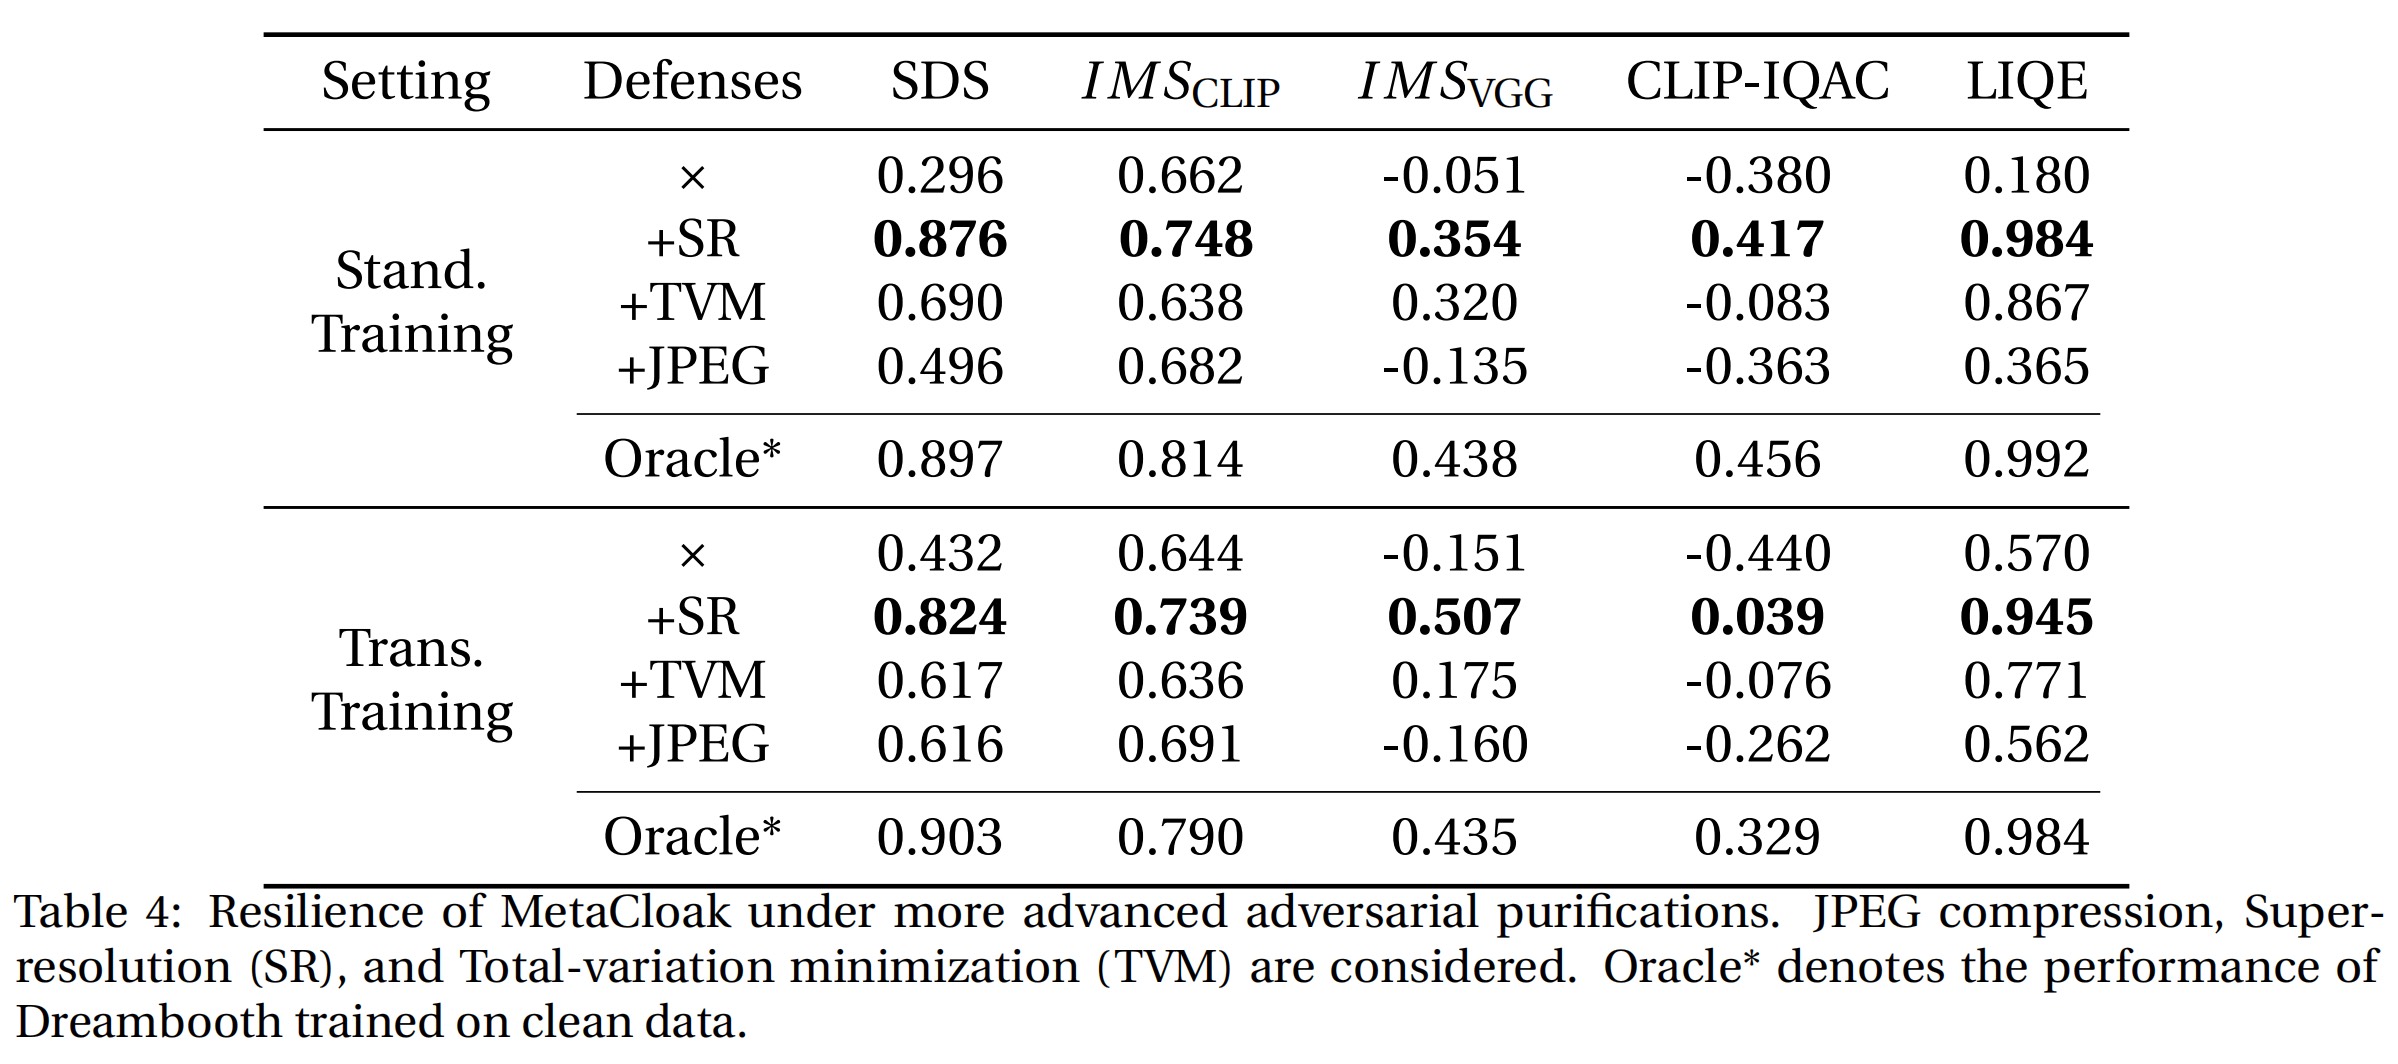 Setting Defenses SDS IMS_CLIP IMS_VGG CLIP-IQAC LIQE
× 0.296 0.662 -0.051 -0.380 0.180
+SR 0.876 0.748 0.354 0.417 0.984
Stand.
+TVM 0.690 0.638 0.320 -0.083 0.867
Training
+JPEG 0.496 0.682 -0.135 -0.363 0.365
Oracle* 0.897 0.814 0.438 0.456 0.992
× 0.432 0.644 -0.151 -0.440 0.570
+SR 0.824 0.739 0.507 0.039 0.945
Trans.
+TVM 0.617 0.636 0.175 -0.076 0.771
Training
+JPEG 0.616 0.691 -0.160 -0.262 0.562
Oracle* 0.903 0.790 0.435 0.329 0.984
Table 4: Resilience of MetaCloak under more advanced adversarial purifications. JPEG compression, Super-
resolution (SR), and Total-variation minimization (TVM) are considered. Oracle* denotes the performance of
Dreambooth trained on clean data.